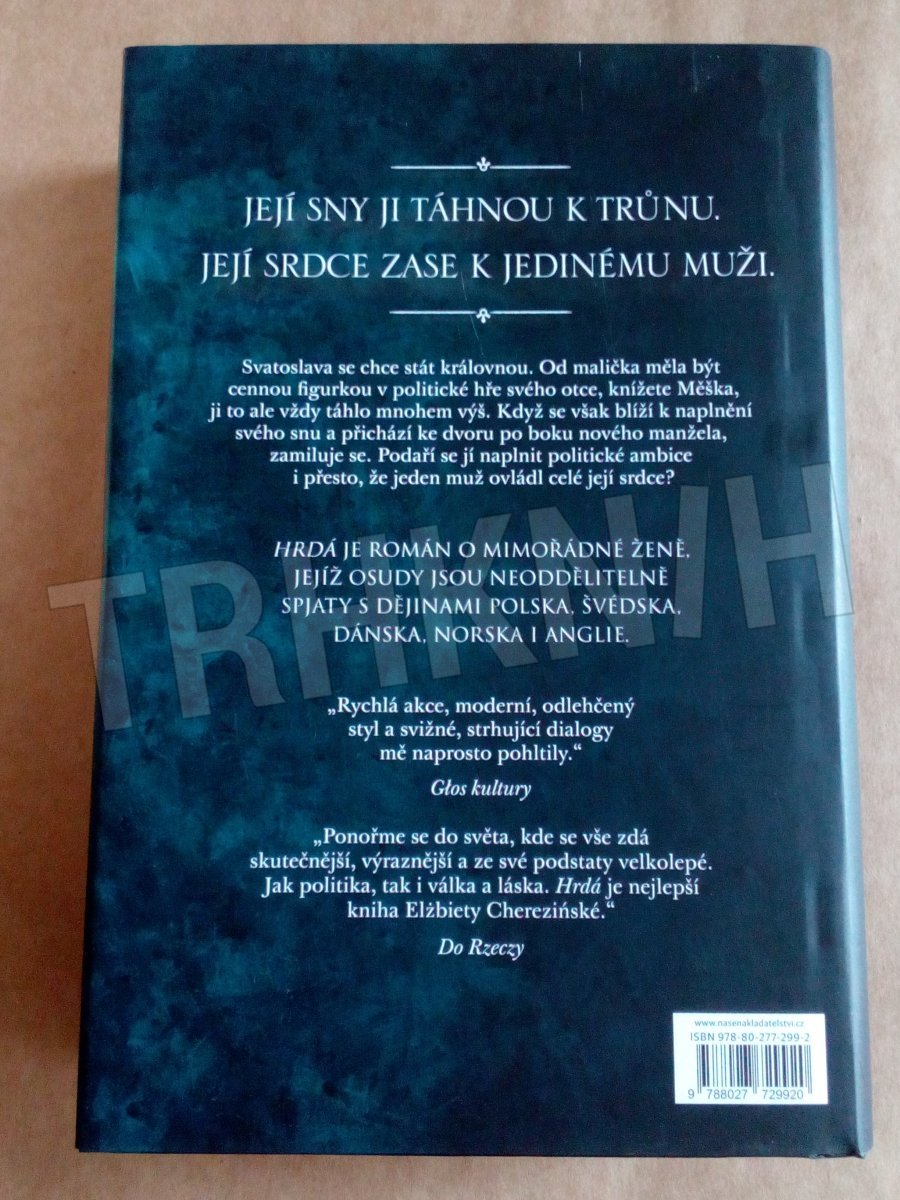 JEJÍ SNY JI TÁHNOU K TRŮNU.
JEJÍ SRDCE ZASE K JEDINÉMU MUŽI.
Svatoslava se chce stát královnou. Od malička měla být
cennou figurkou v politické hře svého otce, knížete Měška,
ji to ale vždy táhlo mnohem výš. Když se však blíží k naplnění
svého snu a přichází ke dvoru po boku nového manžela,
zamiluje se. Podaří se jí naplnit politické ambice
i přesto, že jeden muž ovládl celé její srdce?
HRDÁ JE ROMÁN O MIMOŘÁDNÉ ŽENĚ,
JEJÍŽ OSUDY JSOU NEODDĚLITELNĚ
SPJATY S DĚJINAMI POLSKA, ŠVÉDSKA,
DÁNSKA, NORSKA I ANGLIE.
TRHKNIH
„Rychlá akce, moderní, odlehčený
styl a svižné, strhující dialogy
mě naprosto pohltily.“
Głos kultury
„Ponořme se do světa, kde se vše zdá
skutečnější, výraznější a ze své podstaty velkolepé.
Jak politika, tak i válka a láska. Hrdá je nejlepší
kniha Elżbiety Cherezińské.“
Do Rzeczy
www.nasenakladatelstvi.cz
ISBN 978-80-277-299-2
9 788027 729920